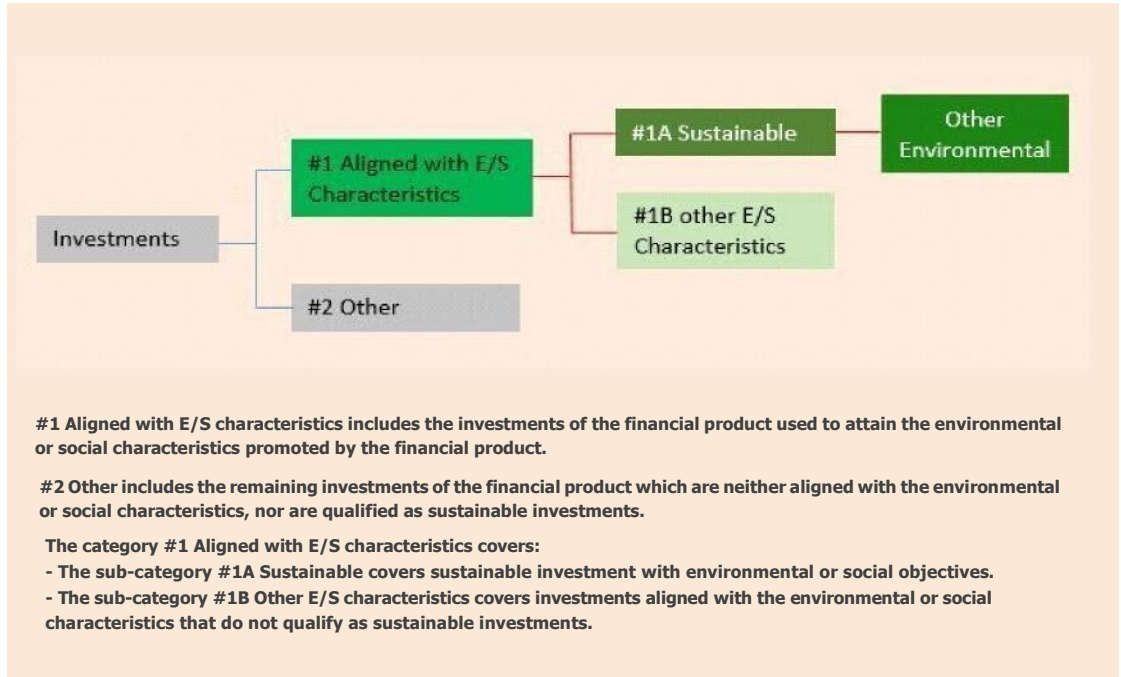 Investments
#1 Aligned with E/S
Characteristics
#2 Other
#1A Sustainable
#1B other E/S
Characteristics
Other
Environmental
#1 Aligned with E/S characteristics includes the investments of the financial product used to attain the environmental
or social characteristics promoted by the financial product.
#2 Other includes the remaining investments of the financial product which are neither aligned with the environmental
or social characteristics, nor are qualified as sustainable investments.
The category #1 Aligned with E/S characteristics covers:
- The sub-category #1A Sustainable covers sustainable investment with environmental or social objectives.
- The sub-category #1B Other E/S characteristics covers investments aligned with the environmental or social
characteristics that do not qualify as sustainable investments.